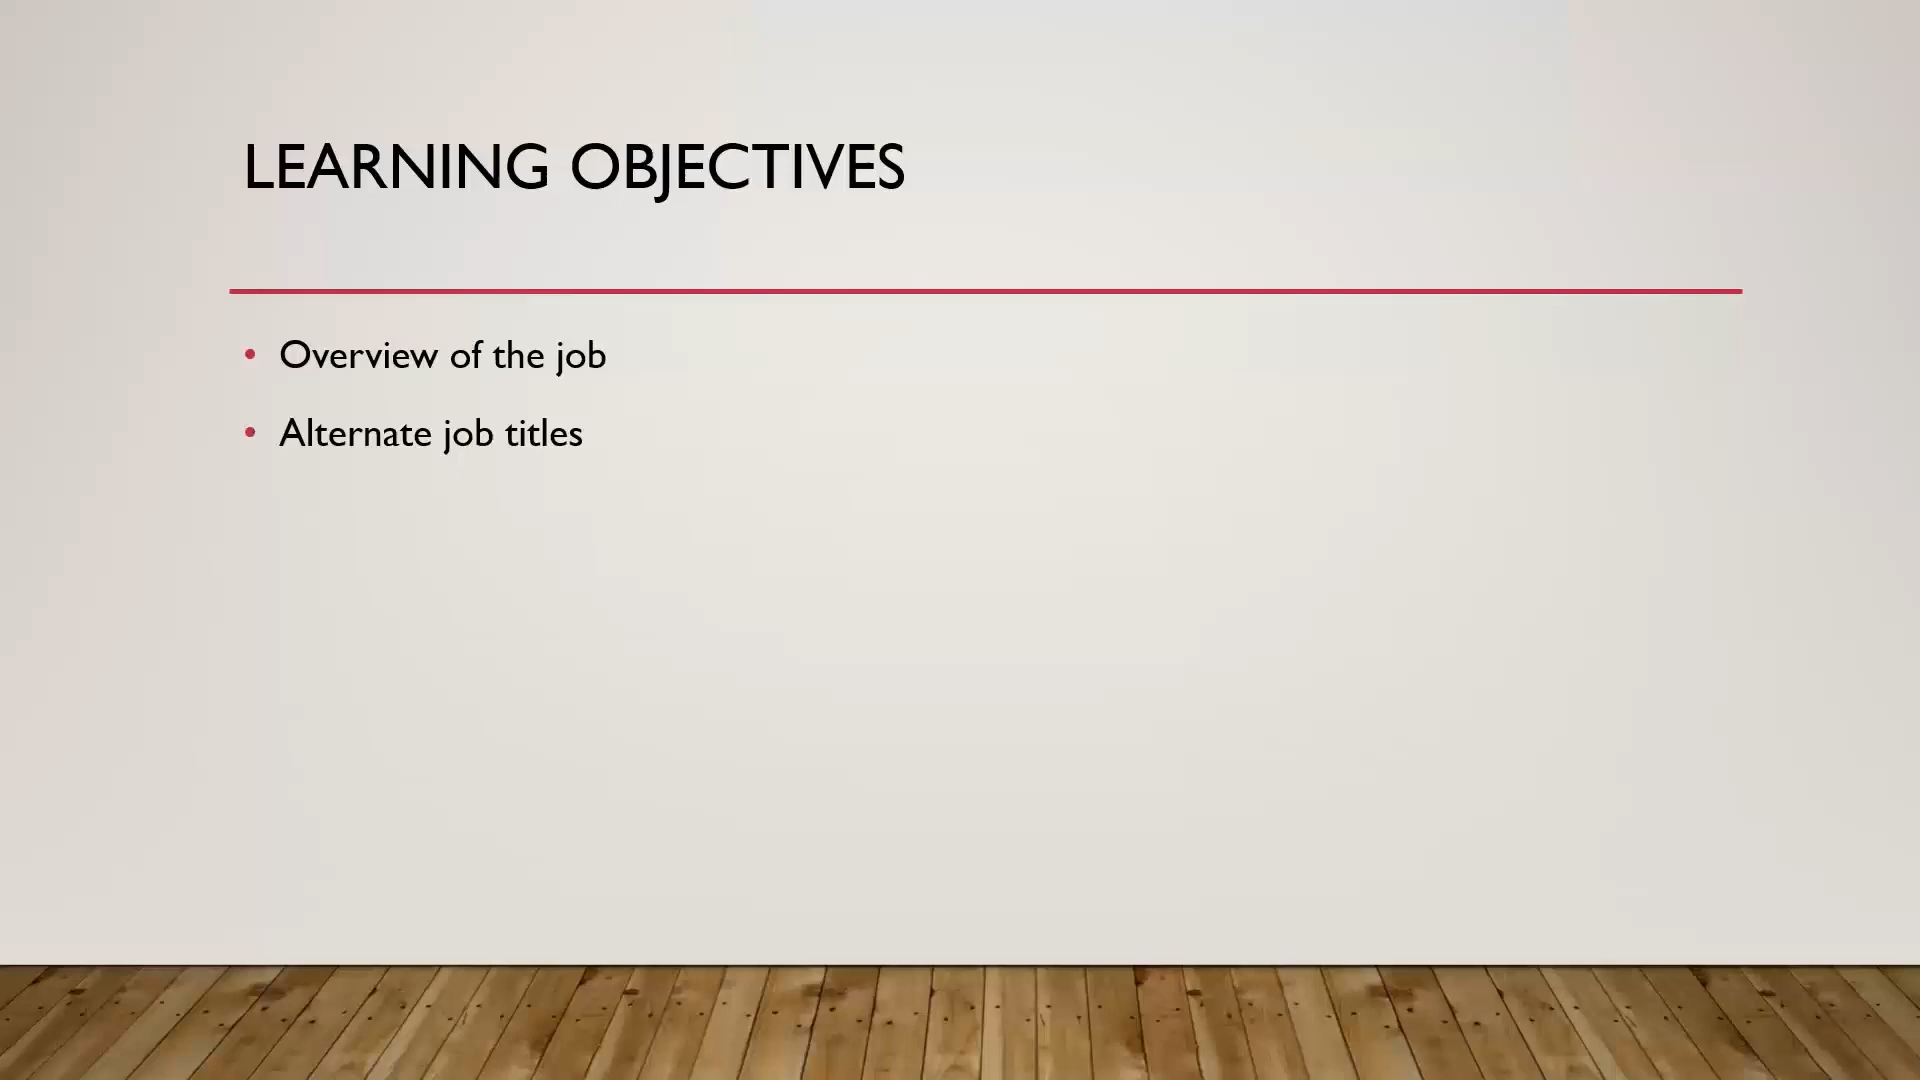 LEARNING OBJECTIVES
• Overview of the job
• Alternate job titles